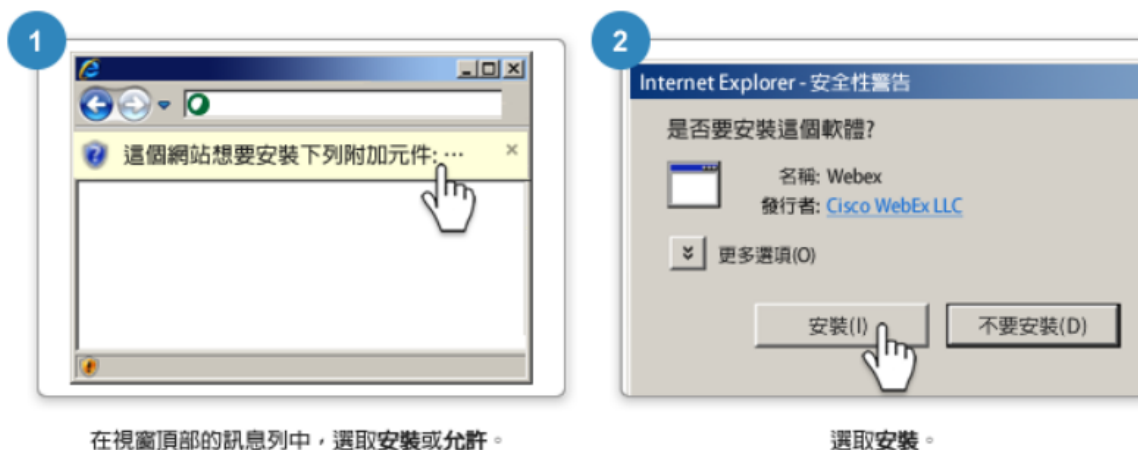 1
這個網站想要安裝下列附加元件: …
在視窗頂部的訊息列中，選取安裝或允許。
2
Internet Explorer - 安全性警告
是否要安裝這個軟體?
名稱: Webex
發行者: Cisco WebEx LLC
更多選項(O)
安裝(I)
不要安裝(D)
選取安裝。